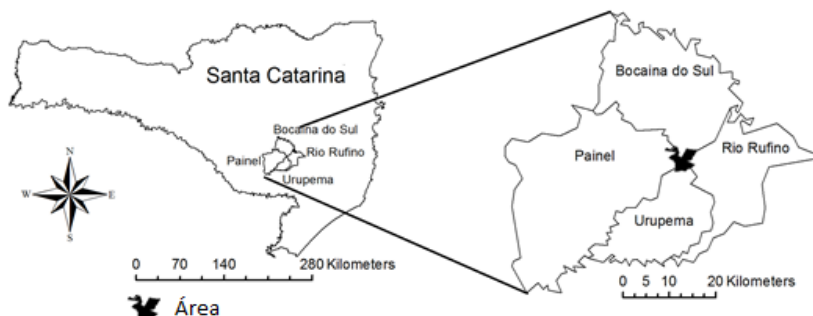 Santa Catarina
Bocaina do Sul
Painel
Rio Rufino
Urupema
N
W
E
S
0 70 140 280 Kilometers
Área
Bocaina do Sul
Painel
Rio Rufino
Urupema
0 5 10 20 Kilometers